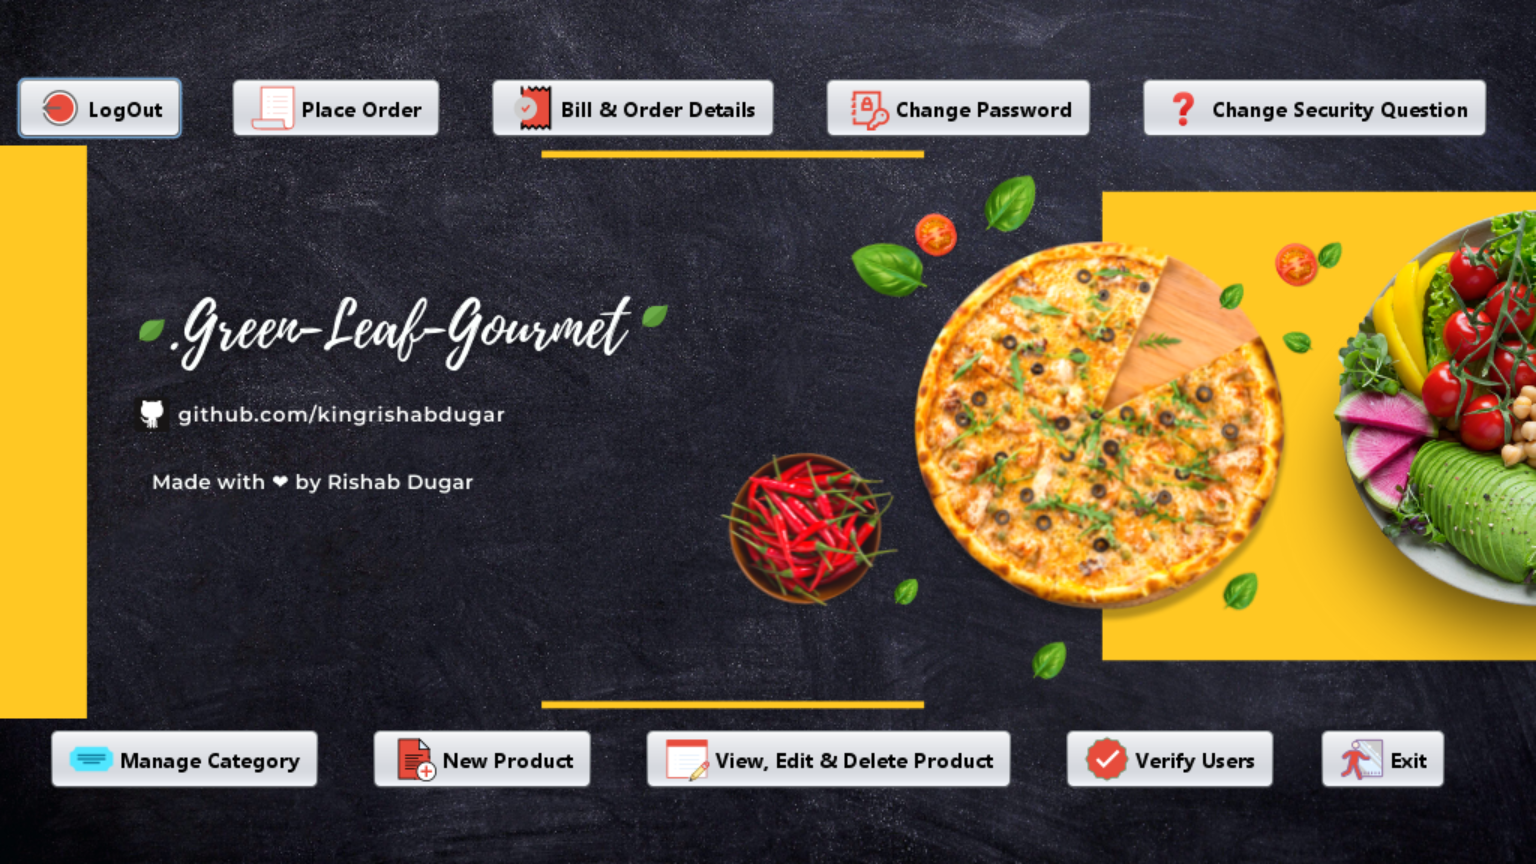 LogOut
Place Order
Bill & Order Details
Change Password
Change Security Question
.Green-Leaf-Gourmet
github.com/kingrishabdugar
Made with ❤ by Rishab Dugar
Manage Category
New Product
View, Edit & Delete Product
Verify Users
Exit